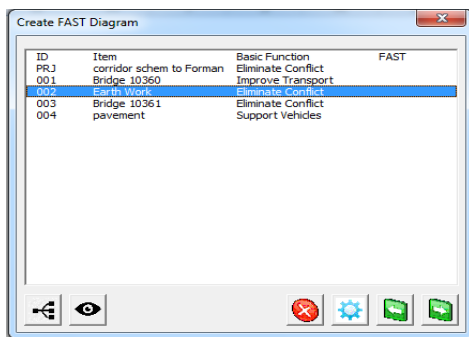 Create FAST Diagram
ID Item Basic Function FAST
PRJ corridor schem to Forman Eliminate Conflict
001 Bridge 10360 Improve Transport
002 Earth Work Eliminate Conflict
003 Bridge 10361 Eliminate Conflict
004 pavement Support Vehicles